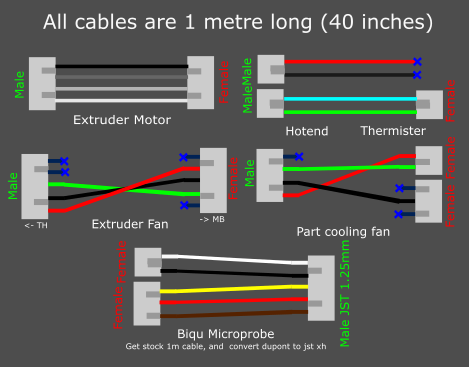 All cables are 1 metre long (40 inches)
Male
Female
Extruder Motor
Male
Male
Female
Hotend
Thermister
Male
Female
<- TH
Extruder Fan
-> MB
Male
Female
Female
Part cooling fan
Female
Female
Male JST 1.25mm
Biqu Microprobe
Get stock 1m cable, and convert dupont to jst xh